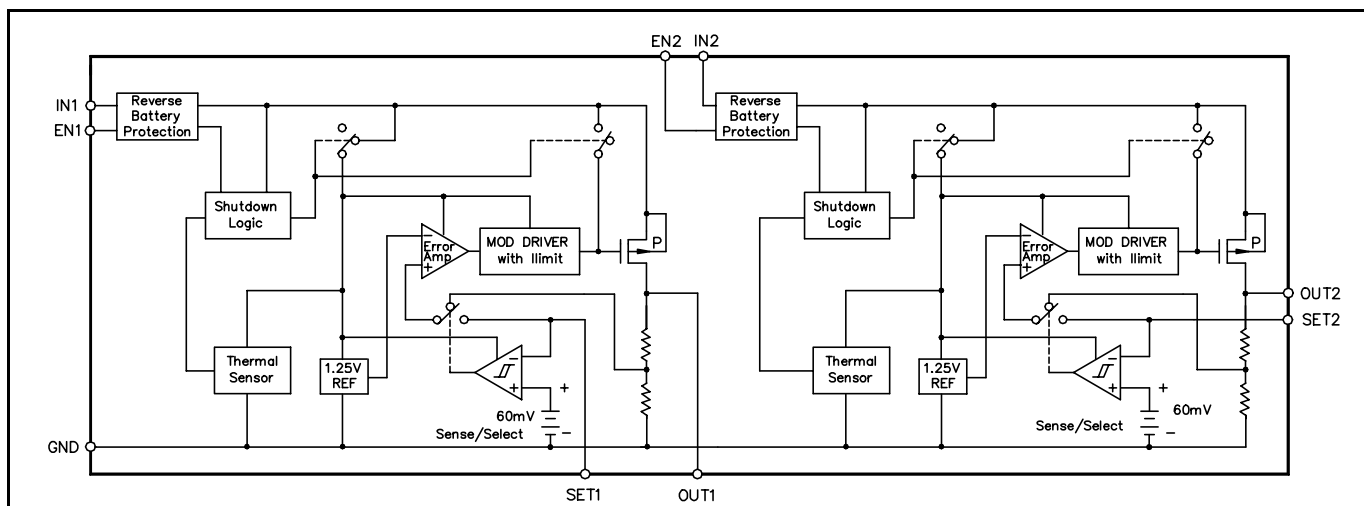 EN2 IN2
IN1
EN1
Reverse
Battery
Protection
Shutdown
Logic
Error
Amp
−
+
MOD DRIVER
with Ilimit
P
Thermal
Sensor
1.25V
REF
−
+
+
60mV
−
Sense/Select
GND
SET1
OUT1
Reverse
Battery
Protection
Shutdown
Logic
Error
Amp
−
+
MOD DRIVER
with Ilimit
P
OUT2
SET2
Thermal
Sensor
1.25V
REF
−
+
+
60mV
−
Sense/Select